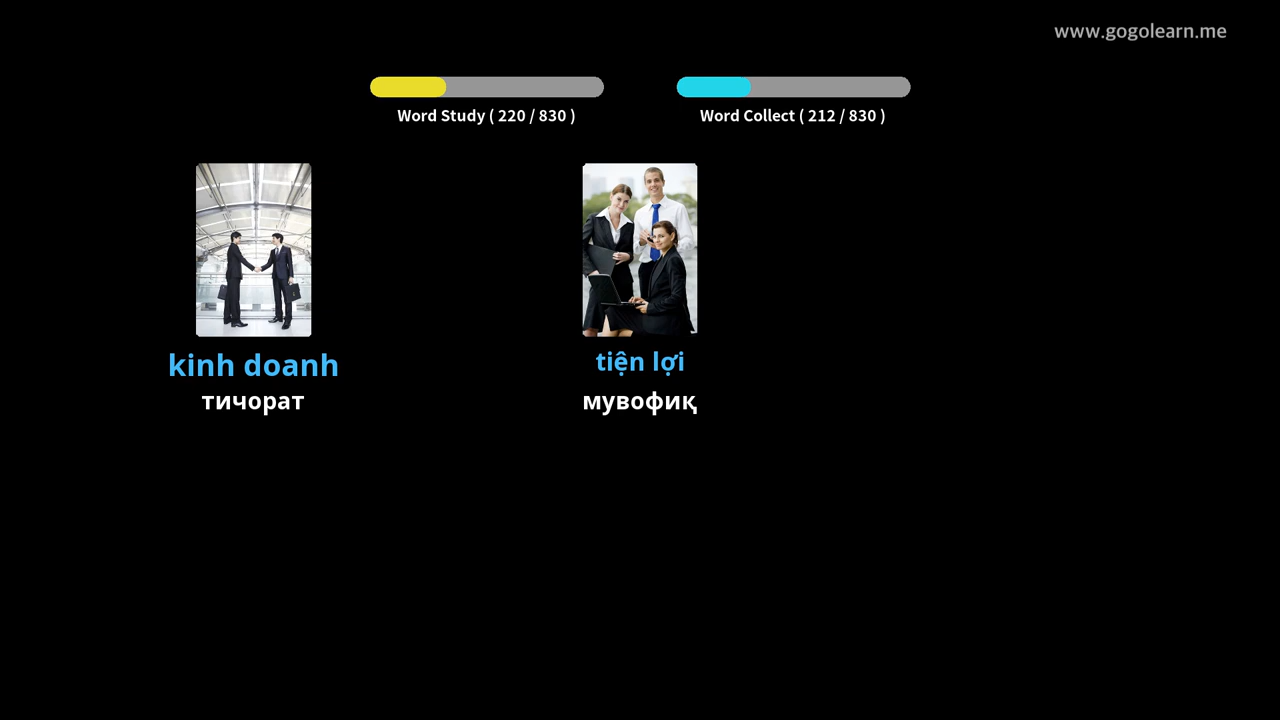 www.gogolearn.me
Word Study ( 220 / 830 )
Word Collect ( 212 / 830 )
kinh doanh
тичорат
tiện lợi
мувофиқ